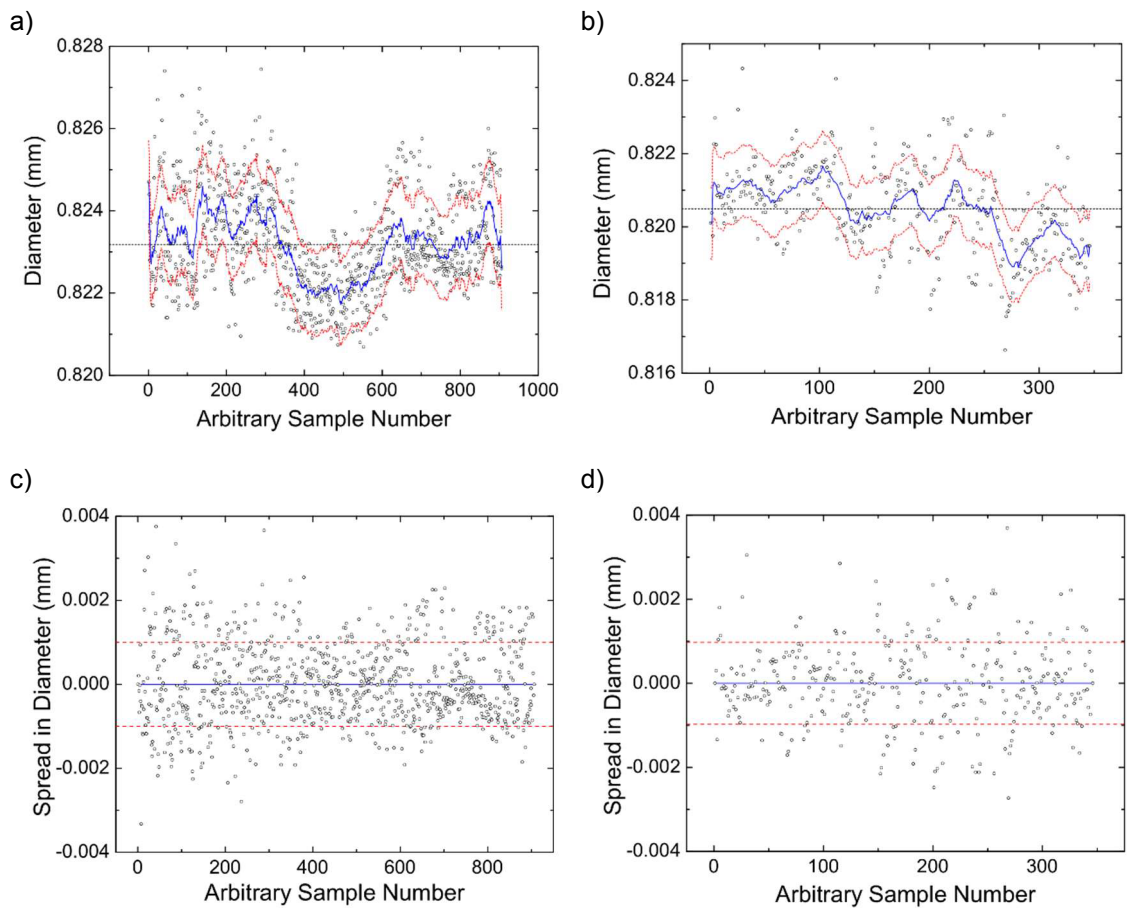 a)
0.828
0.826
0.824
0.822
0.820
Diameter (mm)
0 200 400 600 800 1000
Arbitrary Sample Number
b)
0.824
0.822
0.820
0.818
0.816
Diameter (mm)
0 100 200 300
Arbitrary Sample Number
c)
0.004
0.002
0.000
-0.002
-0.004
Spread in Diameter (mm)
0 200 400 600 800
Arbitrary Sample Number
d)
0.004
0.002
0.000
-0.002
-0.004
Spread in Diameter (mm)
0 100 200 300
Arbitrary Sample Number